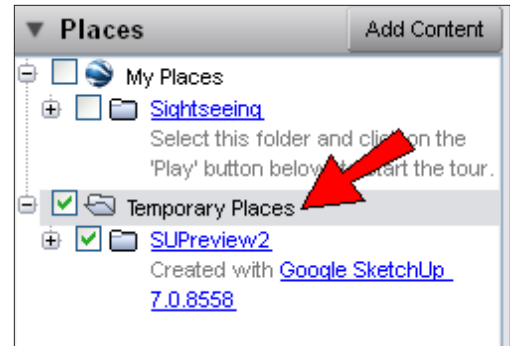 Places Add Content
My Places
Sightseeing
Select this folder and click on the
'Play' button below to start the tour.
Temporary Places
SUPreview2
Created with Google SketchUp
7.0.8558